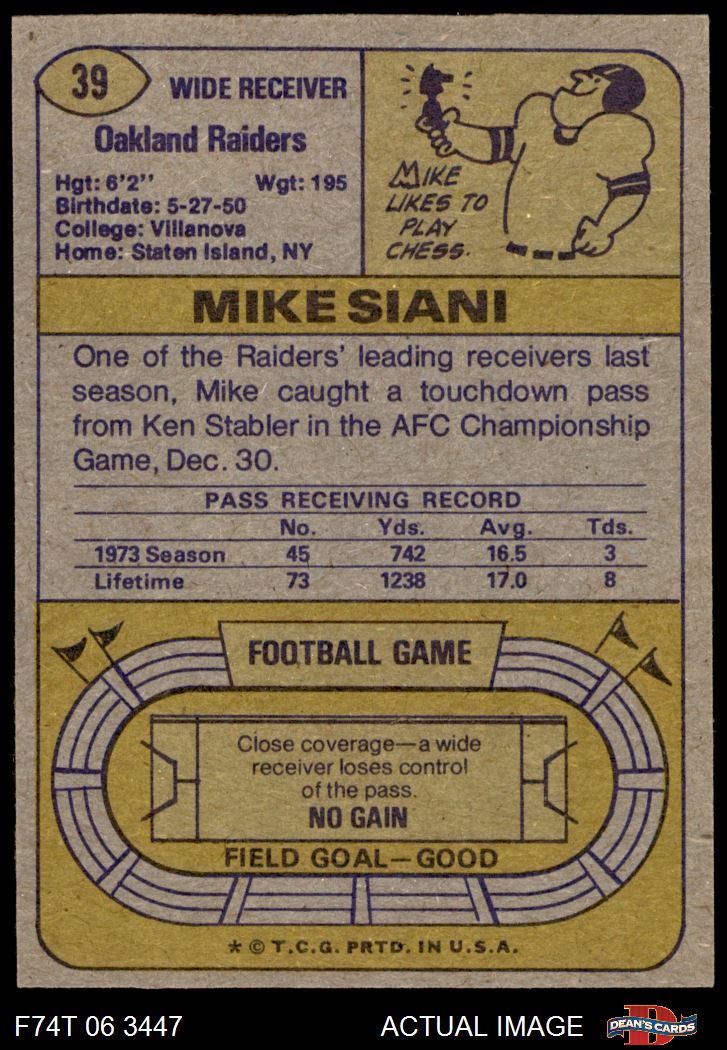 39
WIDE RECEIVER
Oakland Raiders
Hgt: 6'2" Wgt: 195
Birthdate: 5-27-50
College: Villanova
Home: Staten Island, NY
MIKE
LIKES TO
PLAY
CHESS.
MIKE SIANI
One of the Raiders' leading receivers last
season, Mike caught a touchdown pass
from Ken Stabler in the AFC Championship
Game, Dec. 30.
PASS RECEIVING RECORD
No. Yds. Avg. Tds.
1973 Season 45 742 16.5 3
Lifetime 73 1238 17.0 8
FOOTBALL GAME
Close coverage—a wide
receiver loses control
of the pass.
NO GAIN
FIELD GOAL—GOOD
* © T.C.G. PRTD. IN U.S.A.
F74T 06 3447 ACTUAL IMAGE DEAN'S CARDS